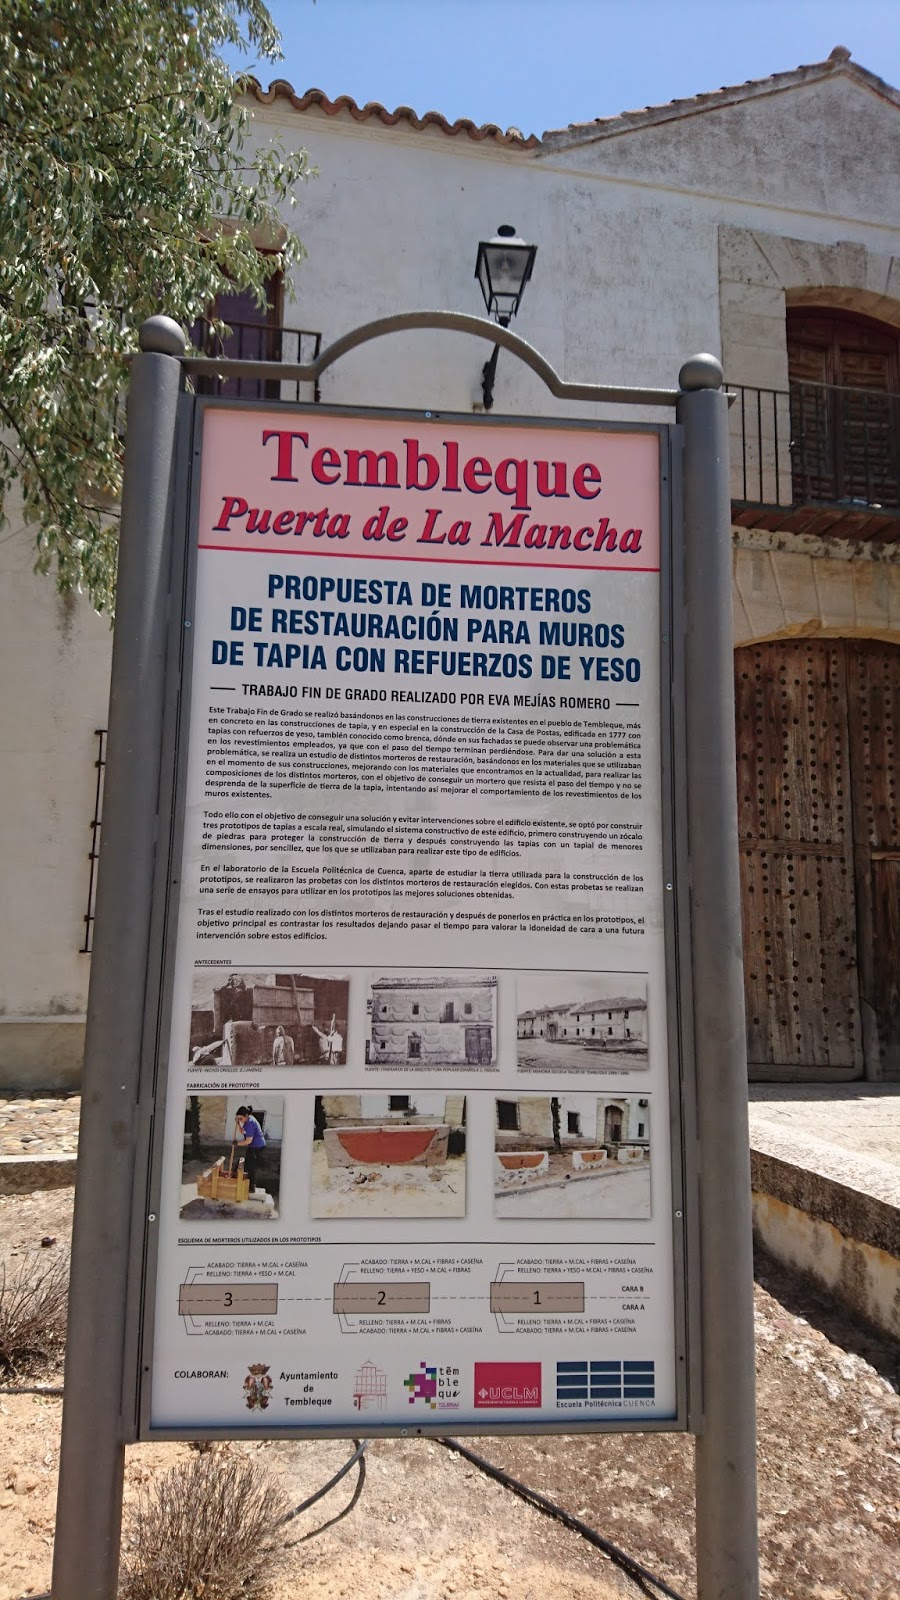 Tembleque
Puerta de La Mancha
PROPUESTA DE MORTEROS
DE RESTAURACIÓN PARA MUROS
DE TAPIA CON REFUERZOS DE YESO
TRABAJO FIN DE GRADO REALIZADO POR EVA MEJÍAS ROMERO
Este Trabajo Fin de Grado se realizó basándonos en las construcciones de tierra existentes en el pueblo de Tembleque, más
en concreto en las construcciones de tapia, y en especial en la construcción de la Casa de Postas, edificada en 1777 con
tapias con refuerzos de yeso, también conocido como brenca, dónde en sus fachadas se puede observar una problemática
en los revestimientos empleados, ya que con el paso del tiempo terminan perdiéndose. Para dar una solución a esta
problemática, se realiza un estudio de distintos morteros de restauración, basándonos en los materiales que se utilizaban
en el momento de sus construcciones, mejorando con los materiales que encontramos en la actualidad, para realizar las
composiciones de los distintos morteros, con el objetivo de conseguir un mortero que resista el paso del tiempo y no se
desprenda de la superficie de tierra de la tapia, intentando así mejorar el comportamiento de los revestimientos de los
muros existentes.
Todo ello con el objetivo de conseguir una solución y evitar intervenciones sobre el edificio existente, se optó por construir
tres prototipos de tapias a escala real, simulando el sistema constructivo de este edificio, primero construyendo un zócalo
de piedras para proteger la construcción de tierra y después construyendo las tapias con un tapial de menores
dimensiones, por sencillez, que los que se utilizaban para realizar este tipo de edificios.
En el laboratorio de la Escuela Politécnica de Cuenca, aparte de estudiar la tierra utilizada para la construcción de los
prototipos, se realizaron las probetas con los distintos morteros de restauración elegidos. Con estas probetas se realizan
una serie de ensayos para utilizar en los prototipos las mejores soluciones obtenidas.
Tras el estudio realizado con los distintos morteros de restauración y después de ponerlos en práctica en los prototipos, el
objetivo principal es contrastar los resultados dejando pasar el tiempo para valorar la idoneidad de cara a una futura
intervención sobre estos edificios.
ANTECEDENTES
FABRICACIÓN DE PROTOTIPOS
ESQUEMA DE MORTEROS UTILIZADOS EN LOS PROTOTIPOS
ACABADO: TIERRA + M.CAL + CASEÍNA
RELLENO: TIERRA + YESO + M.CAL
3
RELLENO: TIERRA + M.CAL
ACABADO: TIERRA + M.CAL + CASEÍNA
ACABADO: TIERRA + M.CAL + FIBRAS + CASEÍNA
RELLENO: TIERRA + YESO + M.CAL + FIBRAS
2
RELLENO: TIERRA + M.CAL + FIBRAS
ACABADO: TIERRA + M.CAL + FIBRAS + CASEÍNA
ACABADO: TIERRA + M.CAL + FIBRAS + CASEÍNA
RELLENO: TIERRA + YESO + M.CAL + FIBRAS + CASEÍNA
1
CARA B
CARA A
RELLENO: TIERRA + M.CAL + FIBRAS + CASEÍNA
ACABADO: TIERRA + M.CAL + FIBRAS + CASEÍNA
COLABORAN:
Ayuntamiento
de
Tembleque
tem
ble
que
UCLM
Escuela Politécnica CUENCA